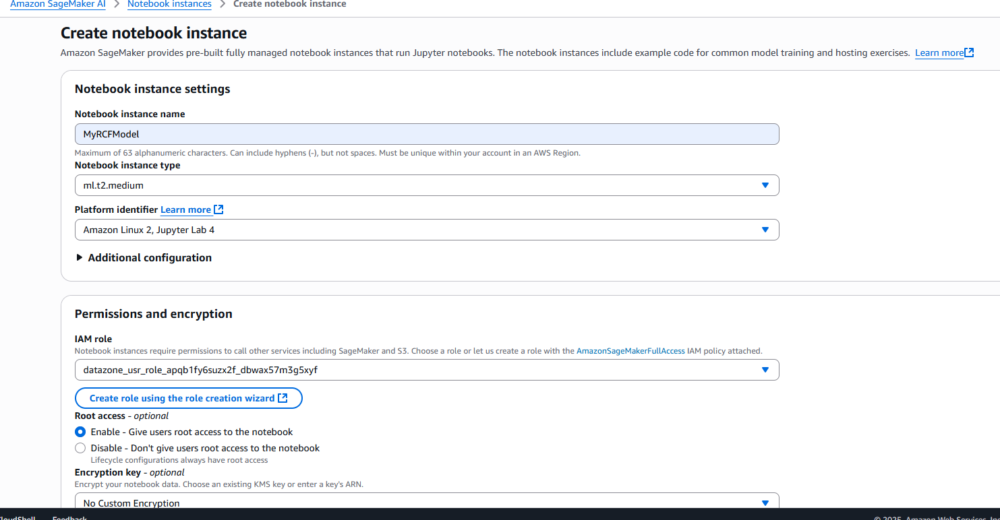 Amazon SageMaker AI > Notebook instances > Create notebook instance
Create notebook instance
Amazon SageMaker provides pre-built fully managed notebook instances that run Jupyter notebooks. The notebook instances include example code for common model training and hosting exercises. Learn more
Notebook instance settings
Notebook instance name
MyRCFModel
Maximum of 63 alphanumeric characters. Can include hyphens (-), but not spaces. Must be unique within your account in an AWS Region.
Notebook instance type
ml.t2.medium
Platform identifier Learn more
Amazon Linux 2, Jupyter Lab 4
Additional configuration
Permissions and encryption
IAM role
Notebook instances require permissions to call other services including SageMaker and S3. Choose a role or let us create a role with the AmazonSageMakerFullAccess IAM policy attached.
datazone_usr_role_apqb1fy6suzx2f_dbwax57m3g5xyf
Create role using the role creation wizard
Root access - optional
Enable - Give users root access to the notebook
Disable - Don't give users root access to the notebook
Lifecycle configurations always have root access
Encryption key - optional
Encrypt your notebook data. Choose an existing KMS key or enter a key's ARN.
No Custom Encryption
CloudShell Feedback © 2025, Amazon Web Services, Inc